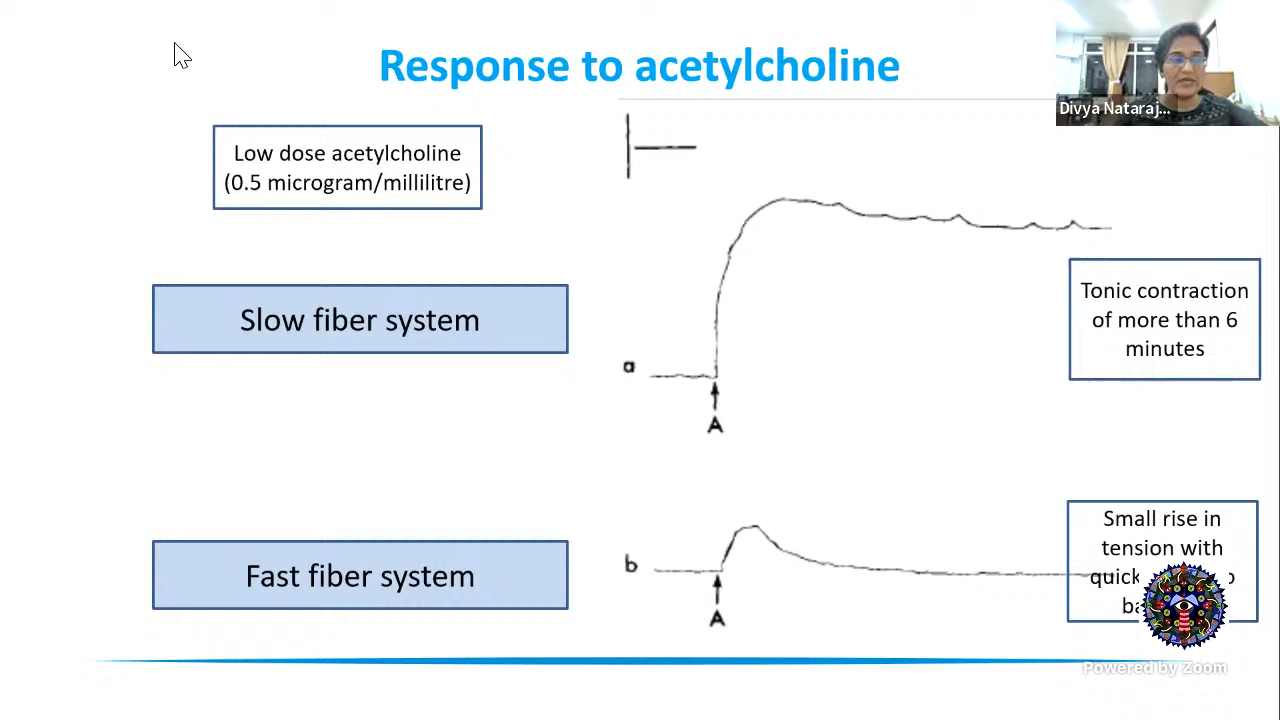 Response to acetylcholine
Divya Nataraj...
Low dose acetylcholine
(0.5 microgram/millilitre)
Slow fiber system
a
A
Tonic contraction
of more than 6
minutes
Fast fiber system
b
A
Small rise in
tension with
quick
Powered by Zoom